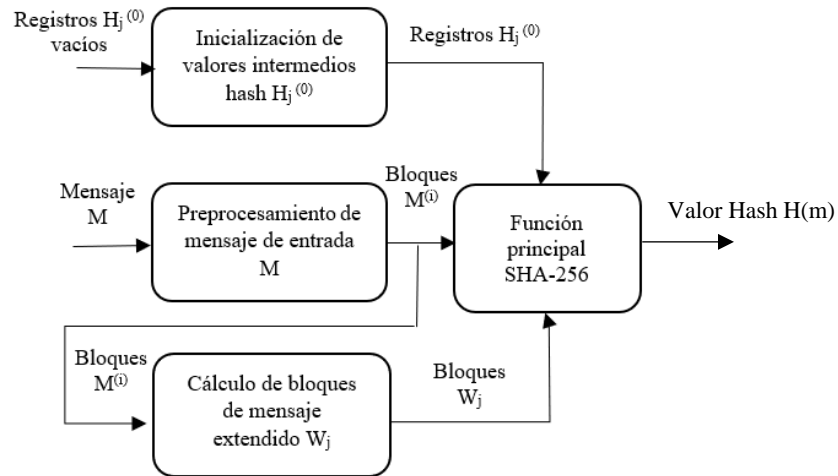 Registros Hj (0)
vacíos
Inicialización de
valores intermedios
hash Hj (0)
Registros Hj (0)
Mensaje
M
Preprocesamiento de
mensaje de entrada
M
Bloques
M(i)
Función
principal
SHA-256
Valor Hash H(m)
Bloques
M(i)
Cálculo de bloques
de mensaje
extendido Wj
Bloques
Wj